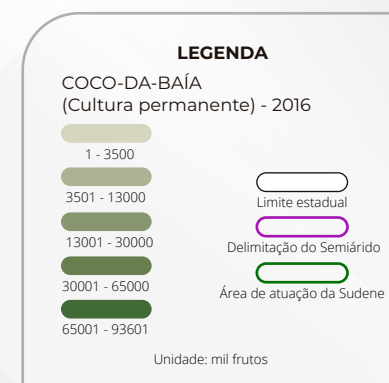 LEGENDA
COCO-DA-BAÍA
(Cultura permanente) - 2016
1 - 3500
3501 - 13000
13001 - 30000
30001 - 65000
65001 - 93601
Limite estadual
Delimitação do Semiárido
Área de atuação da Sudene
Unidade: mil frutos